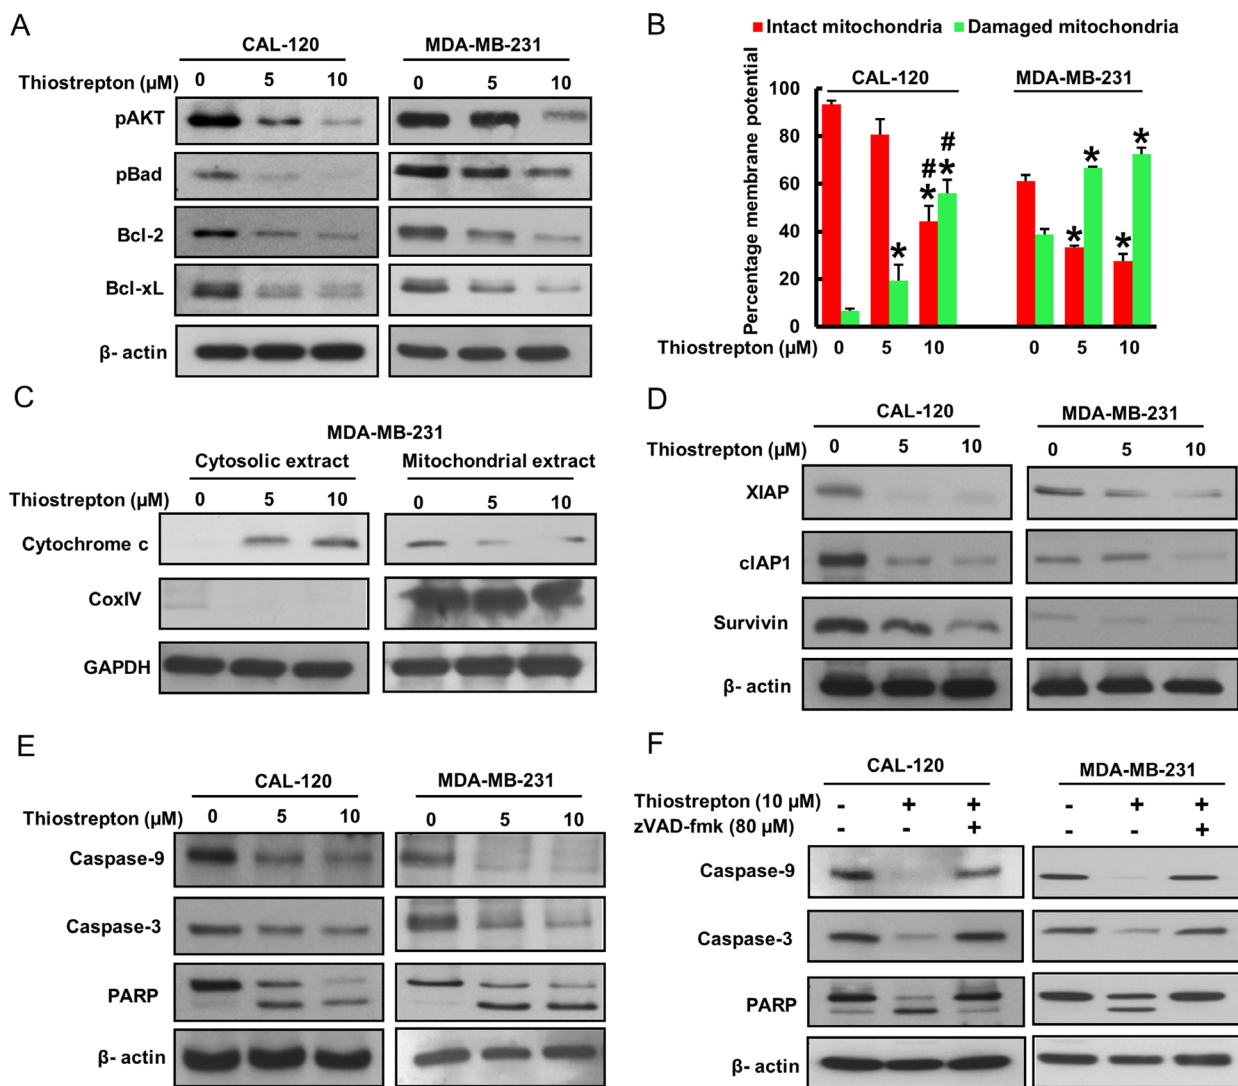 A
CAL-120 MDA-MB-231
Thiostrepton (µM) 0 5 10 0 5 10
pAKT
pBad
Bcl-2
Bcl-xL
β- actin
B
Intact mitochondria Damaged mitochondria
CAL-120 MDA-MB-231
Percentage membrane potential
100
80
60
40
20
0
# #
* * * * * *
Thiostrepton (µM) 0 5 10 0 5 10
C
MDA-MB-231
Cytosolic extract Mitochondrial extract
Thiostrepton (µM) 0 5 10 0 5 10
Cytochrome c
CoxIV
GAPDH
D
CAL-120 MDA-MB-231
Thiostrepton (µM) 0 5 10 0 5 10
XIAP
cIAP1
Survivin
β- actin
E
CAL-120 MDA-MB-231
Thiostrepton (µM) 0 5 10 0 5 10
Caspase-9
Caspase-3
PARP
β- actin
F
CAL-120 MDA-MB-231
Thiostrepton (10 µM) - + + - + +
zVAD-fmk (80 µM) - - + - - +
Caspase-9
Caspase-3
PARP
β- actin